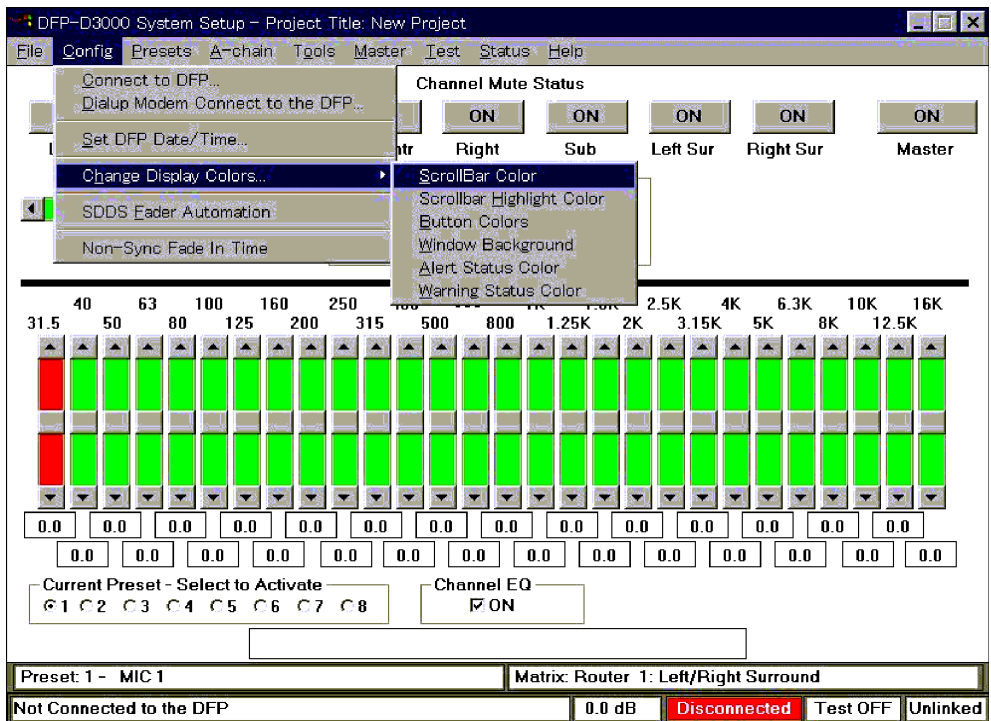 DFP-D3000 System Setup - Project Title: New Project
File Config Presets A-chain Tools Master Test Status Help
Connect to DFP...
Dialup Modem Connect to the DFP...
Set DFP Date/Time...
Change Display Colors...
SDDS Fader Automation
Non-Sync Fade In Time
ScrollBar Color
Scrollbar Highlight Color
Button Colors
Window Background
Alert Status Color
Warning Status Color
Channel Mute Status
ON ON ON ON ON
Right Sub Left Sur Right Sur Master
40 63 100 160 250 2.5K 4K 6.3K 10K 16K
31.5 50 80 125 200 315 500 800 1.25K 2K 3.15K 5K 8K 12.5K
0.0 0.0 0.0 0.0 0.0 0.0 0.0 0.0 0.0 0.0 0.0 0.0 0.0 0.0
0.0 0.0 0.0 0.0 0.0 0.0 0.0 0.0 0.0 0.0 0.0 0.0 0.0 0.0
Current Preset - Select to Activate
1 2 3 4 5 6 7 8
Channel EQ
ON
Preset: 1 - MIC 1
Matrix: Router 1: Left/Right Surround
Not Connected to the DFP
0.0 dB
Disconnected
Test OFF
Unlinked